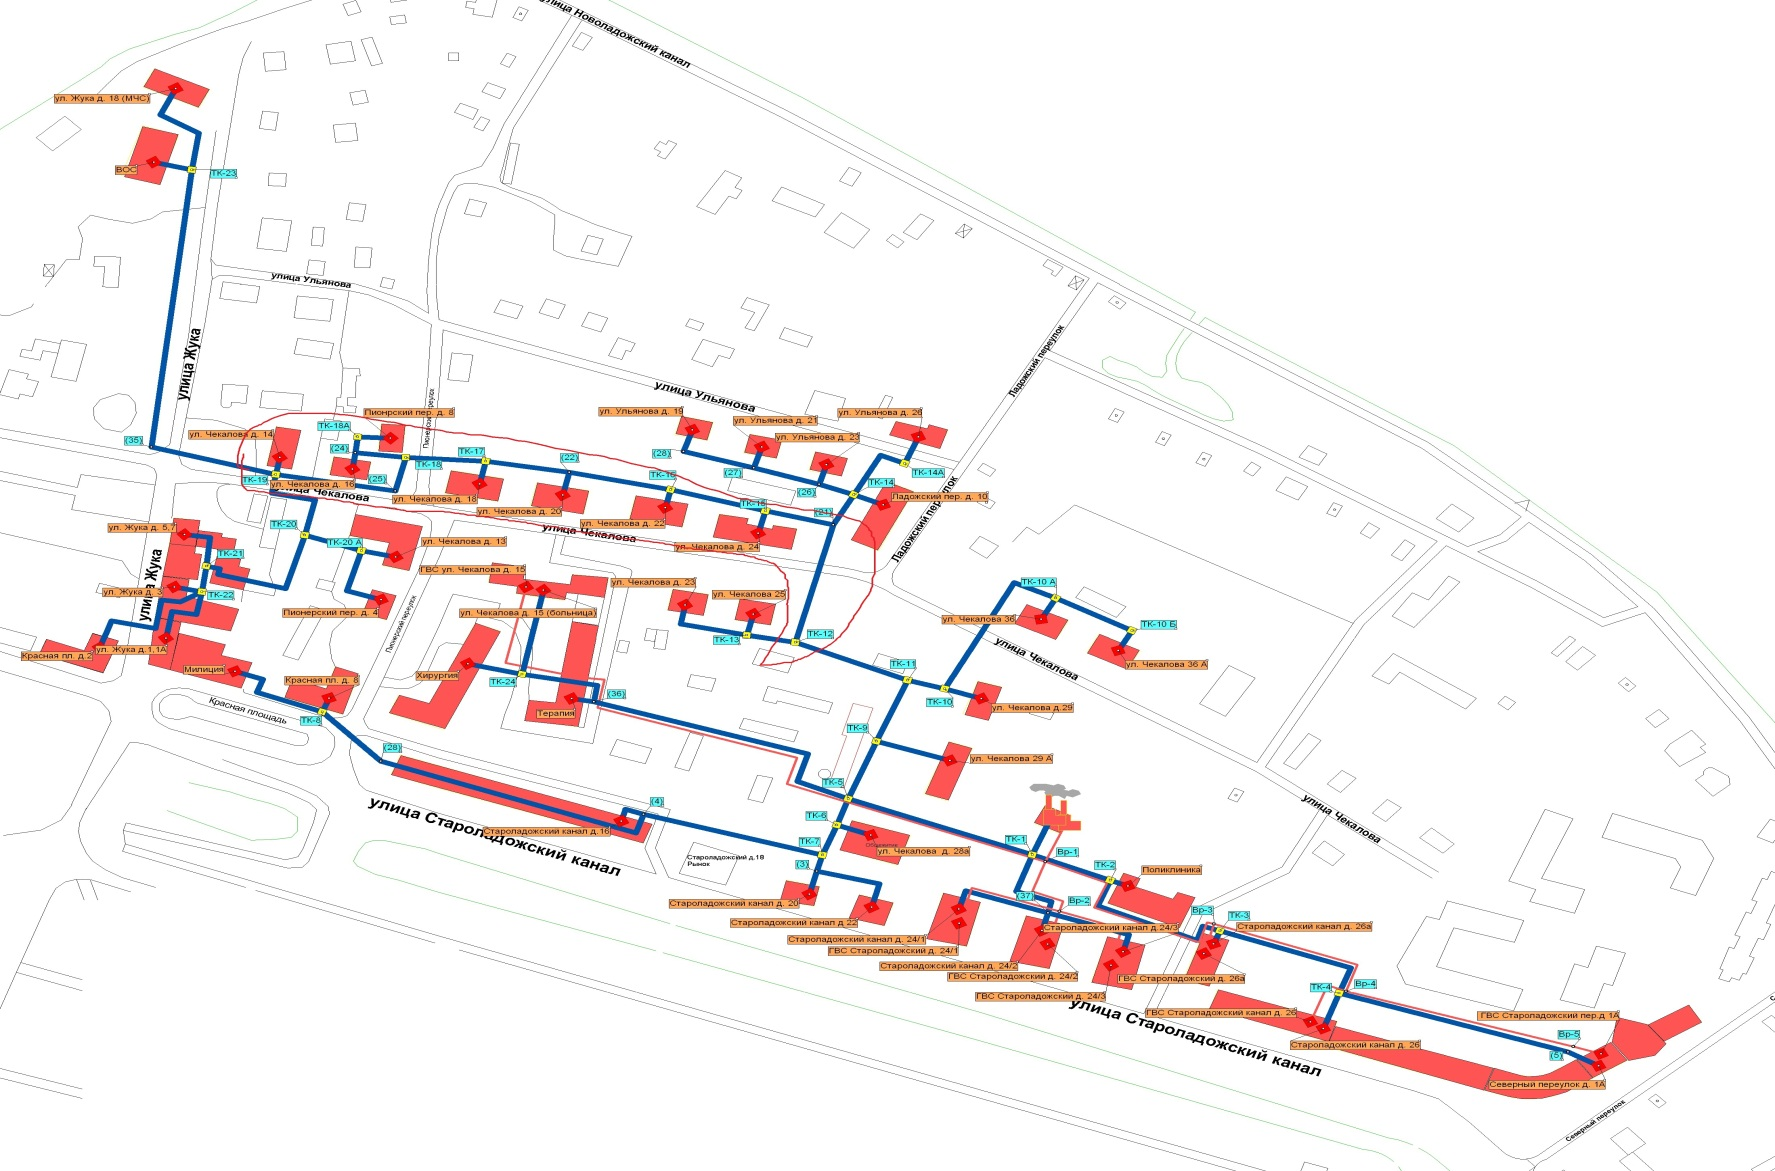 улица Новоладожский канал
ул. Жука д. 18 (МЧС)
ВОС
ТК-23
улица Ульянова
улица Жука
Ладожский переулок
улица Ульянова
Пионрский пер. д. 8
ул. Ульянова д. 19
ул. Ульянова д. 21
ул. Ульянова д. 26
ул. Ульянова д. 23
ТК-18А
ул. Чекалова д. 14
(35)
(24)
ТК-17
(22)
(28)
ТК-18
(27)
ТК-14А
ТК-16
ТК-19
ул. Чекалова д. 16
(25)
ТК-14
(26)
ул. Чекалова д. 18
Ладожский пер. д. 10
улица Чекалова
ТК-15
(21)
ул. Чекалова д. 20
ул. Чекалова д. 22
ул. Чекалова д. 24
улица Чекалова
Ладожский переулок
ул. Жука д. 5,7
ТК-20
ТК-20 А
ул. Чекалова д. 13
ТК-21
ГВС ул. Чекалова д. 15
ул. Чекалова д. 23
ул. Чекалова 25
ул. Жука д. 3
ТК-22
улица Жука
Пионерский пер. д. 4
Пионерский переулок
ул. Чекалова д. 15 (больница)
ТК-10 А
ул. Чекалова 36
ТК-10 Б
ТК-13
ТК-12
ул. Жука д.1,1А
Красная пл. д.2
Милиция
Хирургия
ТК-24
(36)
ТК-11
улица Чекалова
ул. Чекалова 36 А
Красная пл. д. 8
Красная площадь
ТК-8
Терапия
ТК-10
ул. Чекалова д.29
ТК-9
(28)
ул. Чекалова 29 А
ТК-5
(4)
Староладожский канал д.16
улица Староладожский канал
ТК-6
ТК-7
ул. Чекалова д. 28а
(3)
Староладожский д.18
Рынок
ТК-1
Вр-1
ТК-2
Поликлиника
улица Чекалова
Староладожский канал д. 20
Староладожский канал д 22
(37)
Вр-2
Вр-3
ТК-3
Староладожский канал д. 24/3
Староладожский канал д. 26а
Староладожский канал д. 24/1
ГВС Староладожский д. 24/1
Староладожский канал д. 24/2
ГВС Староладожский д. 24/2
ГВС Староладожский д. 26а
ГВС Староладожский д. 24/3
ТК-4
Вр-4
улица Староладожский канал
ГВС Староладожский канал д. 26
ГВС Староладожский пер.д 1А
Староладожский канал д. 26
Вр-5
(5)
Северный переулок д. 1А
Северный переулок